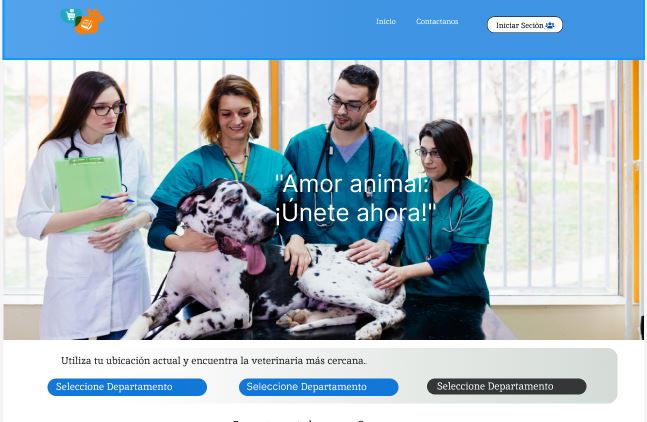 Inicio
Contactanos
Iniciar Seción
"Amor animal:
¡Únete ahora!"
Utiliza tu ubicación actual y encuentra la veterinaria más cercana.
Seleccione Departamento
Seleccione Departamento
Seleccione Departamento